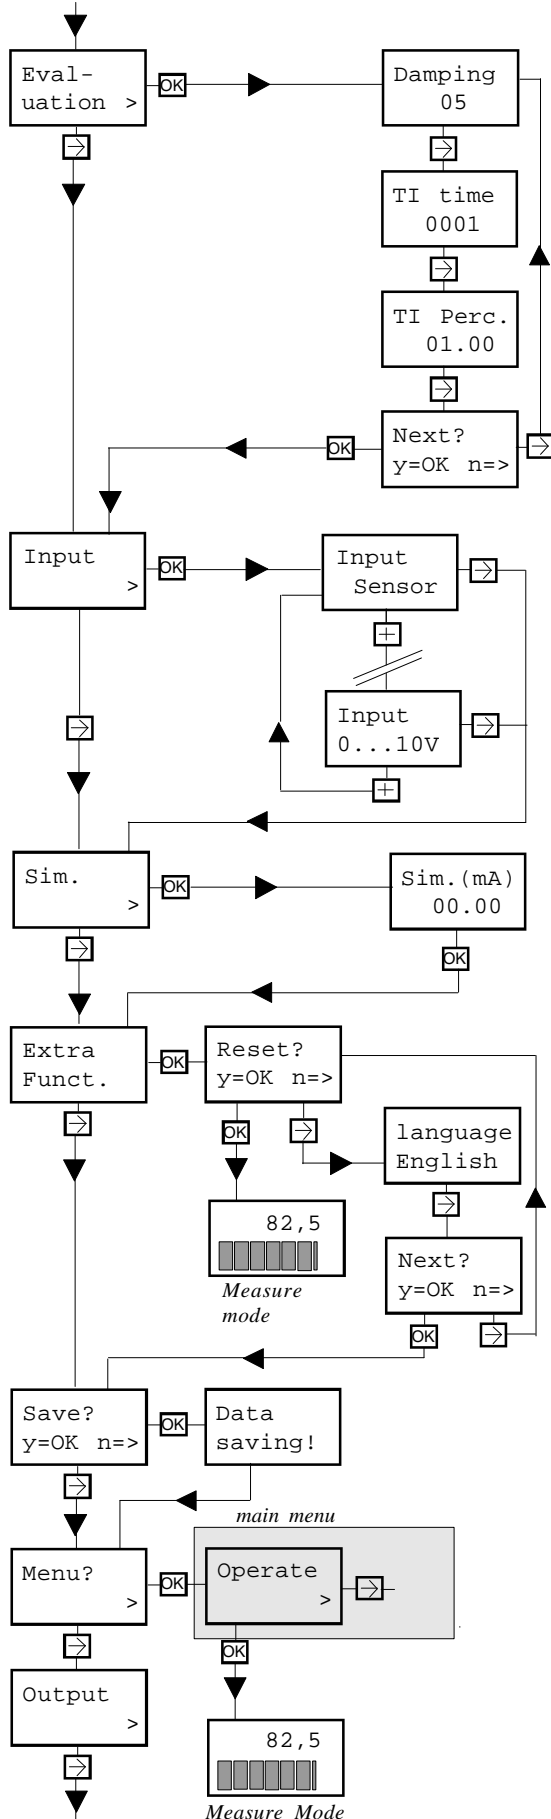 Eval-
uation >
OK
Damping
05
TI time
0001
TI Perc.
01.00
Next?
y=OK n=>
OK
Input
>
OK
Input
Sensor
+
Input
0...10V
+
Sim.
>
OK
Sim.(mA)
00.00
OK
Extra
Funct.
OK
Reset?
y=OK n=>
OK
language
English
82,5
Measure
mode
Next?
y=OK n=>
OK
Save?
y=OK n=>
OK
Data
saving!
main menu
Menu?
>
OK
Operate
>
OK
Output
>
82,5
Measure Mode